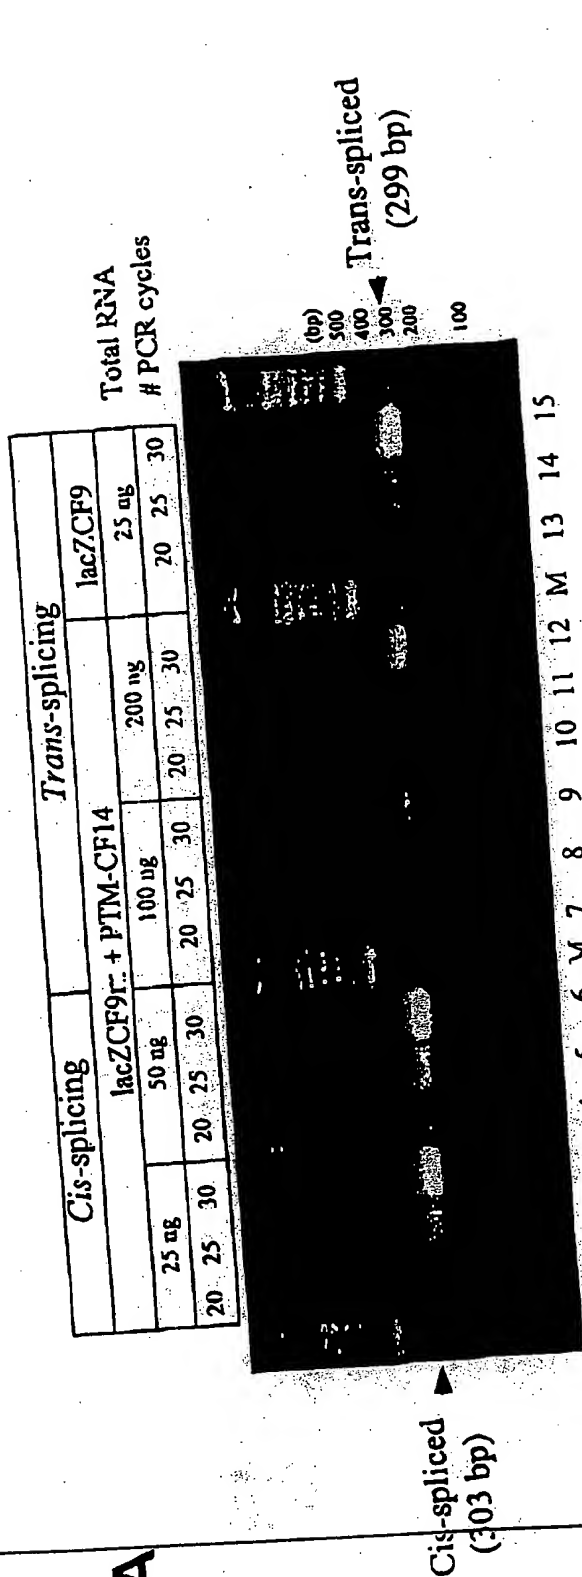 A
Cis-splicing Trans-splicing
+ PTM-CF14 lacZCF9
25 ng 50 ng 100 ng 200 ng 25 ng Total RNA
20 25 30 20 25 30 20 25 30 20 25 30 20 25 30 # PCR cycles
(bp)
500
400
300
200
100
Cis-spliced
(303 bp)
Trans-spliced
(299 bp)
6 M 7 8 9 10 11 12 M 13 14 15